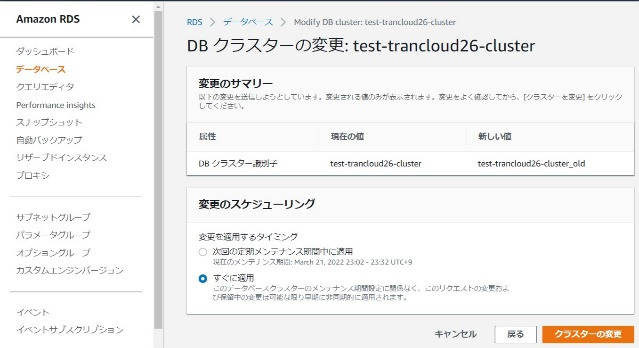 Amazon RDS
ダッシュボード
データベース
クエリエディタ
Performance insights
スナップショット
自動バックアップ
リザーブドインスタンス
プロキシ
サブネットグループ
パラメータグループ
オプショングループ
カスタムエンジンバージョン
イベント
イベントサブスクリプション
RDS > データベース > Modify DB cluster: test-trancloud26-cluster
DB クラスターの変更: test-trancloud26-cluster
変更のサマリー
以下の変更を送信しようとしています。変更される値のみが表示されます。変更をよく確認してから、[クラスターを変更] をクリック
してください。
属性 現在の値 新しい値
DB クラスター識別子 test-trancloud26-cluster test-trancloud26-cluster_old
変更のスケジューリング
変更を適用するタイミング
次回の定期メンテナンス期間中に適用
現在のメンテナンス期間: March 21, 2022 23:02 - 23:32 UTC+9
すぐに適用
このデータベースクラスターのメンテナンス期間設定に関係なく、このリクエストの変更およ
び保留中の変更は可能な限り早期に非同期的に適用されます。
キャンセル 戻る クラスターの変更